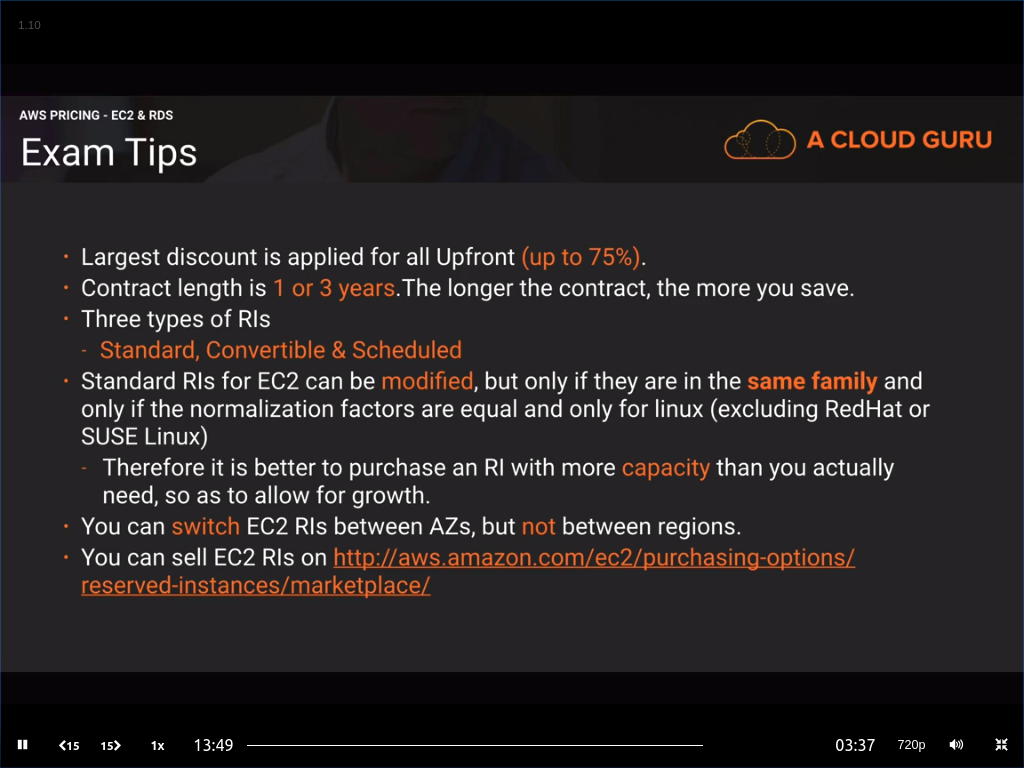 1.10
AWS PRICING - EC2 & RDS
Exam Tips
A CLOUD GURU
· Largest discount is applied for all Upfront (up to 75%).
· Contract length is 1 or 3 years.The longer the contract, the more you save.
· Three types of RIs
- Standard, Convertible & Scheduled
· Standard RIs for EC2 can be modified, but only if they are in the same family and
only if the normalization factors are equal and only for linux (excluding RedHat or
SUSE Linux)
- Therefore it is better to purchase an RI with more capacity than you actually
need, so as to allow for growth.
· You can switch EC2 RIs between AZs, but not between regions.
· You can sell EC2 RIs on http://aws.amazon.com/ec2/purchasing-options/
reserved-instances/marketplace/
15 15 1x 13:49 03:37 720p